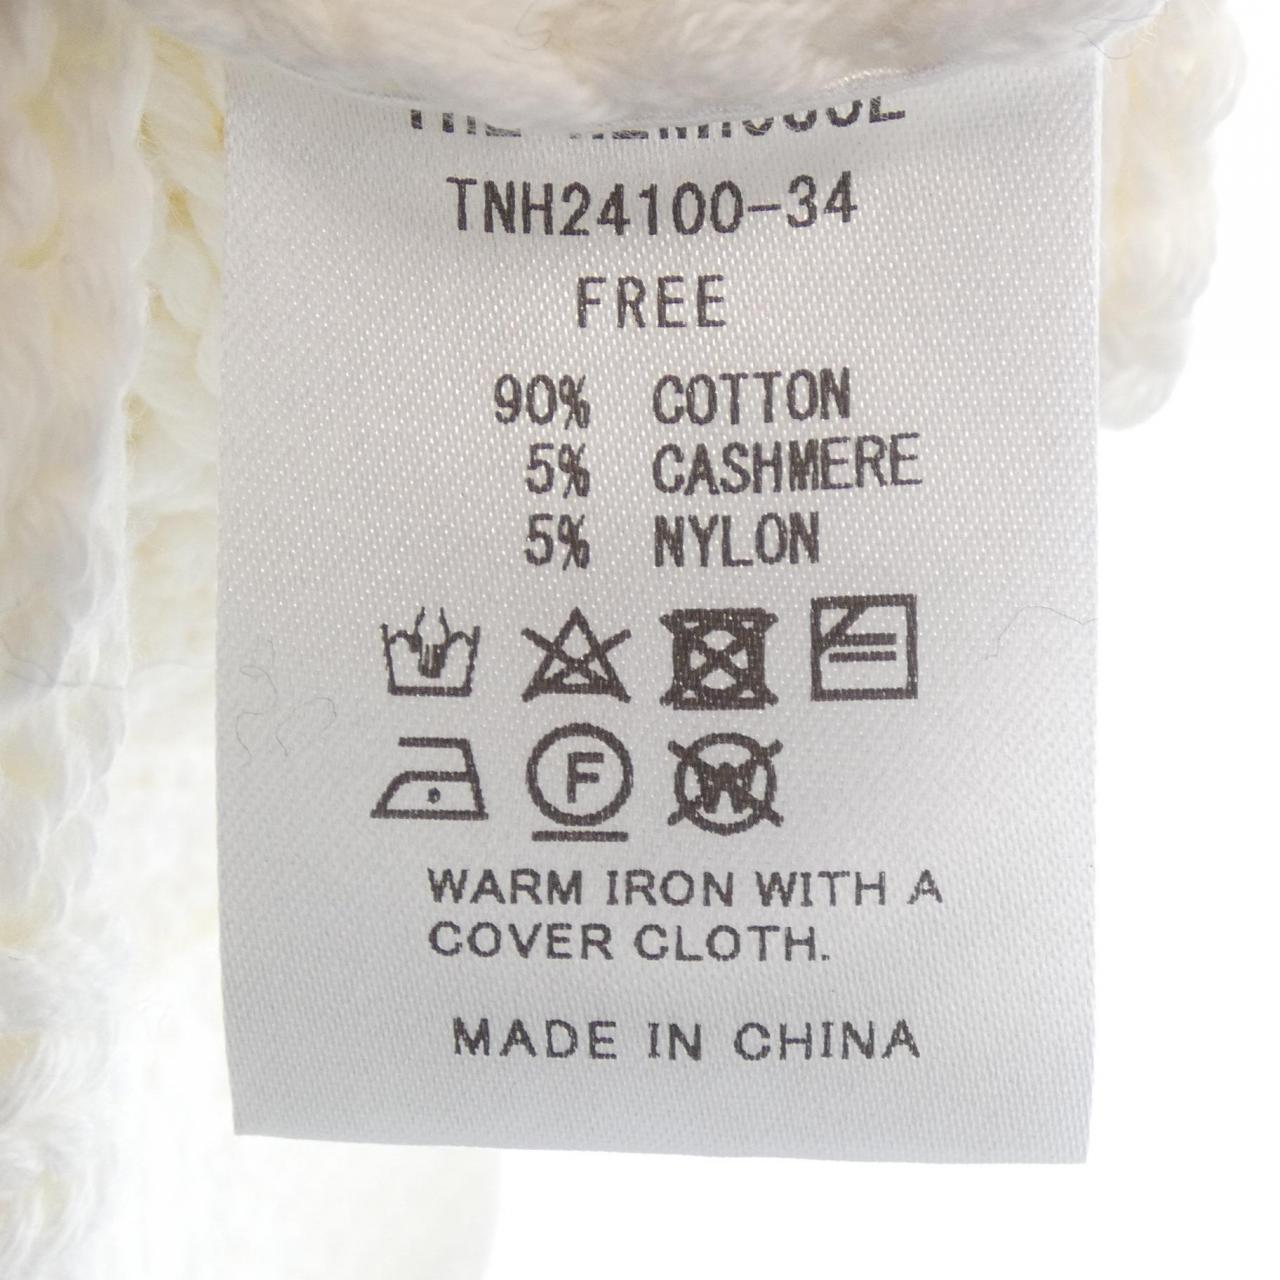 TNH24100-34
FREE
90% COTTON
5% CASHMERE
5% NYLON
F
W
WARM IRON WITH A
COVER CLOTH.
MADE IN CHINA